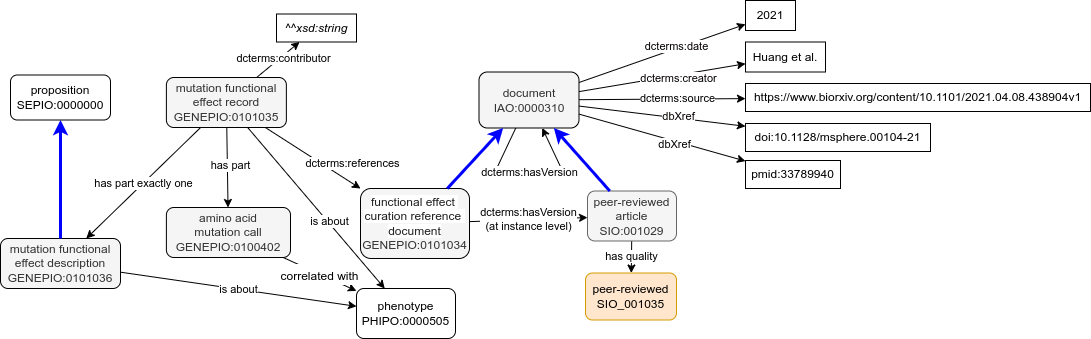 ^^xsd:string
2021
dcterms:date
dcterms:contributor
Huang et al.
dcterms:creator
proposition
SEPIO:0000000
mutation functional
effect record
GENEPIO:0101035
document
IAO:0000310
dcterms:source
https://www.biorxiv.org/content/10.1101/2021.04.08.438904v1
dbXref
doi:10.1128/msphere.00104-21
dbXref
pmid:33789940
has part
dcterms:references
dcterms:hasVersion
has part exactly one
is about
amino acid
mutation call
GENEPIO:0100402
functional effect
curation reference
document
GENEPIO:0101034
dcterms:hasVersion
(at instance level)
peer-reviewed
article
SIO:001029
mutation functional
effect description
GENEPIO:0101036
has quality
correlated with
is about
phenotype
PHIPO:0000505
peer-reviewed
SIO_001035